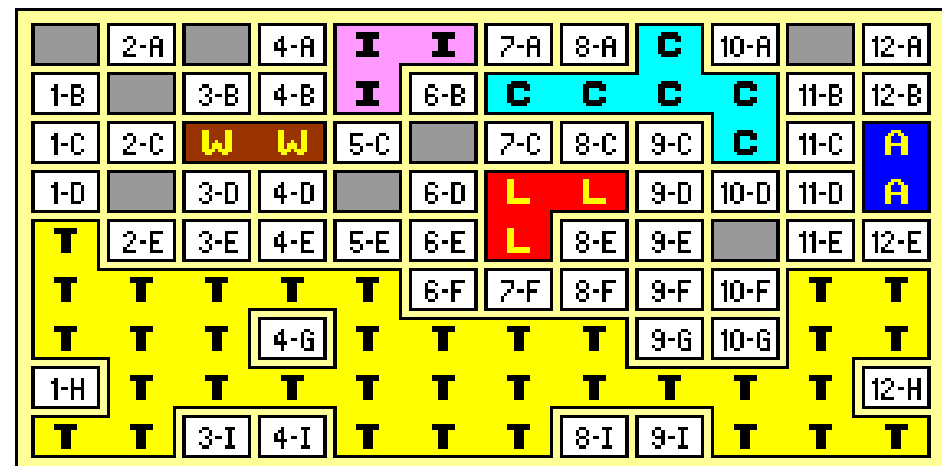 2-A 4-A I I 7-A 8-A C 10-A 12-A
1-B 3-B 4-B I 6-B C C C C 11-B 12-B
1-C 2-C W W 5-C 7-C 8-C 9-C C 11-C A
1-D 3-D 4-D 6-D L L 9-D 10-D 11-D A
T 2-E 3-E 4-E 5-E 6-E L 8-E 9-E 11-E 12-E
T T T T T 6-F 7-F 8-F 9-F 10-F T T
T T T 4-G T T T T 9-G 10-G T T
1-H T T T T T T T T T T 12-H
T T 3-I 4-I T T T 8-I 9-I T T T